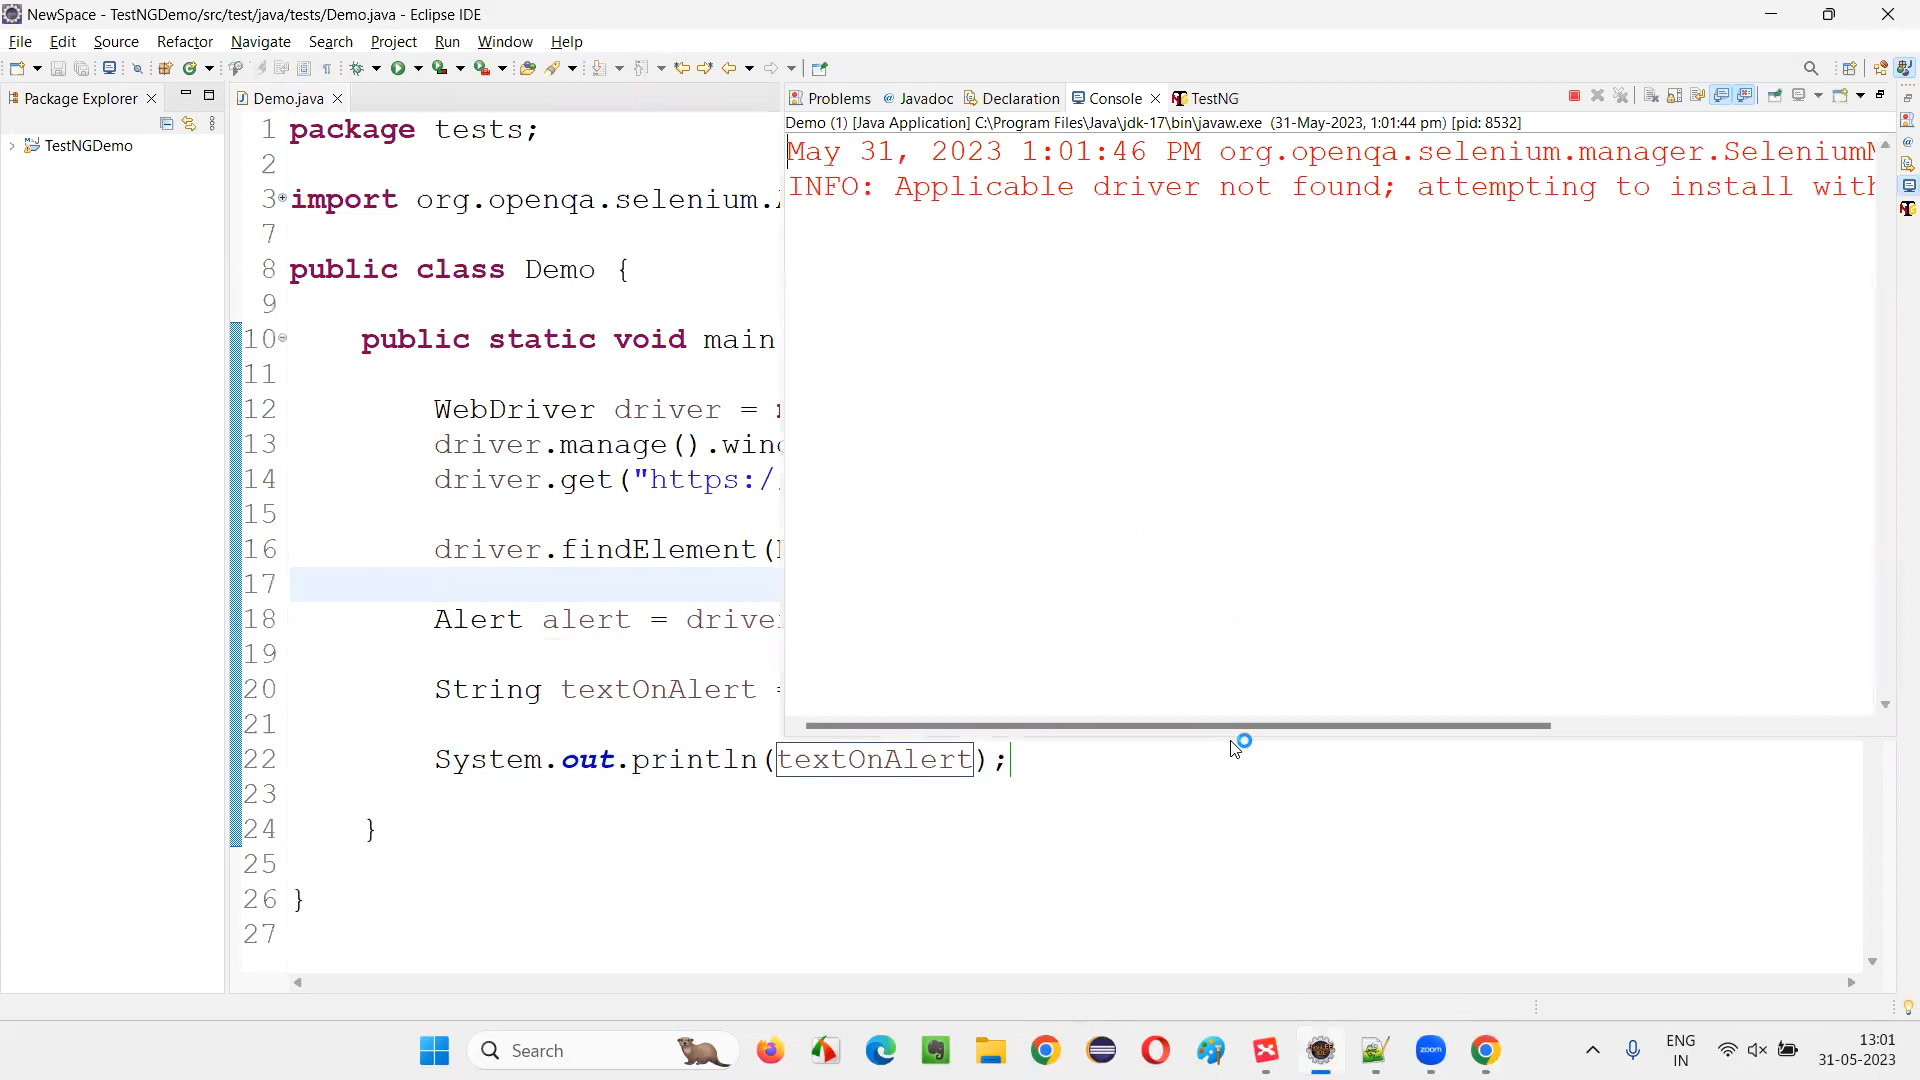 NewSpace - TestNGDemo/src/test/java/tests/Demo.java - Eclipse IDE
File Edit Source Refactor Navigate Search Project Run Window Help
Package Explorer
TestNGDemo
Demo.java
1 package tests;
2
3 import org.openqa.selenium.
7
8 public class Demo {
9
10 public static void main
11
12 WebDriver driver =
13 driver.manage().wind
14 driver.get("https:/
15
16 driver.findElement(
17
18 Alert alert = driver
19
20 String textOnAlert =
21
22 System.out.println(textOnAlert);
23
24 }
25
26 }
27
Problems Javadoc Declaration Console TestNG
Demo (1) [Java Application] C:\Program Files\Java\jdk-17\bin\javaw.exe (31-May-2023, 1:01:44 pm) [pid: 8532]
May 31, 2023 1:01:46 PM org.openqa.selenium.manager.SeleniumM
INFO: Applicable driver not found; attempting to install with
Search
zoom
ENG
IN
13:01
31-05-2023